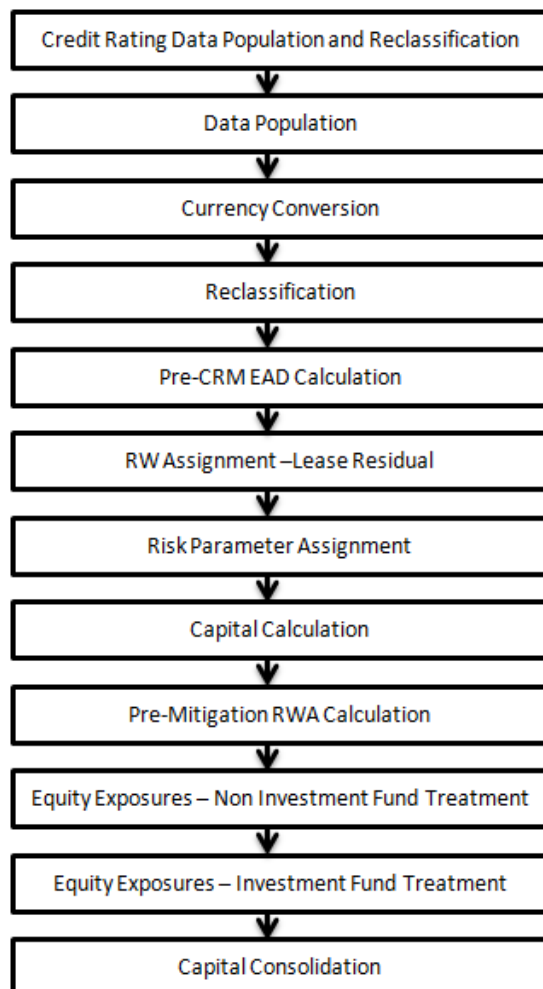 Credit Rating Data Population and Reclassification
Data Population
Currency Conversion
Reclassification
Pre-CRM EAD Calculation
RW Assignment –Lease Residual
Risk Parameter Assignment
Capital Calculation
Pre-Mitigation RWA Calculation
Equity Exposures – Non Investment Fund Treatment
Equity Exposures – Investment Fund Treatment
Capital Consolidation